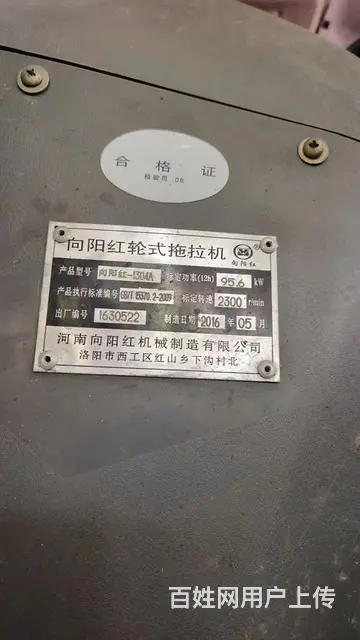 合格证
检验员 08
向阳红轮式拖拉机 ®
向阳红
产品型号 向阳红-1304A 标定功率(12h) 95.6 kW
产品执行标准编号 GB/T 15370.2-2009 标定转速 2300 r/min
出厂编号 1630522 制造日期 2016 年 05 月
河南向阳红机械制造有限公司
洛阳市西工区红山乡下沟村北
百姓网用户上传